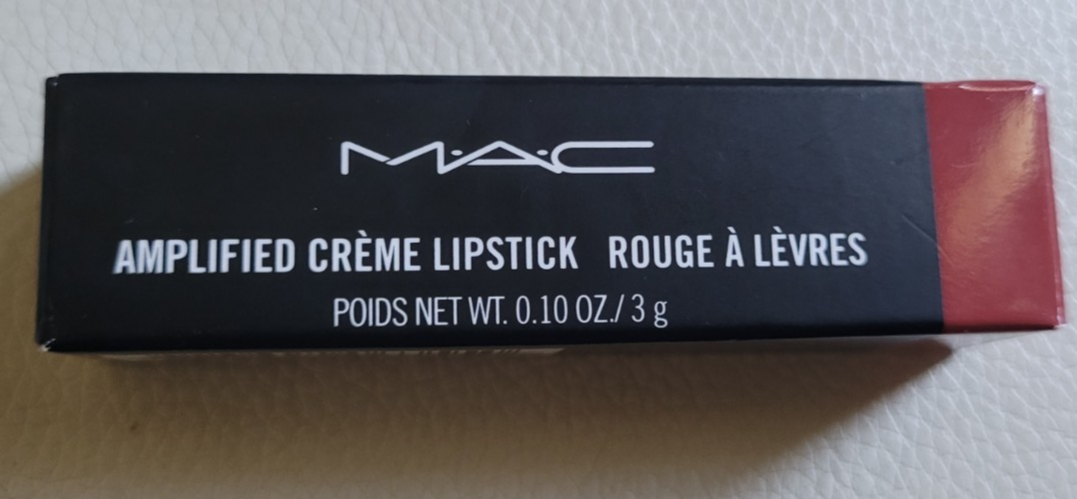 M·A·C
AMPLIFIED CRÈME LIPSTICK ROUGE À LÈVRES
POIDS NET WT. 0.10 OZ./ 3 g